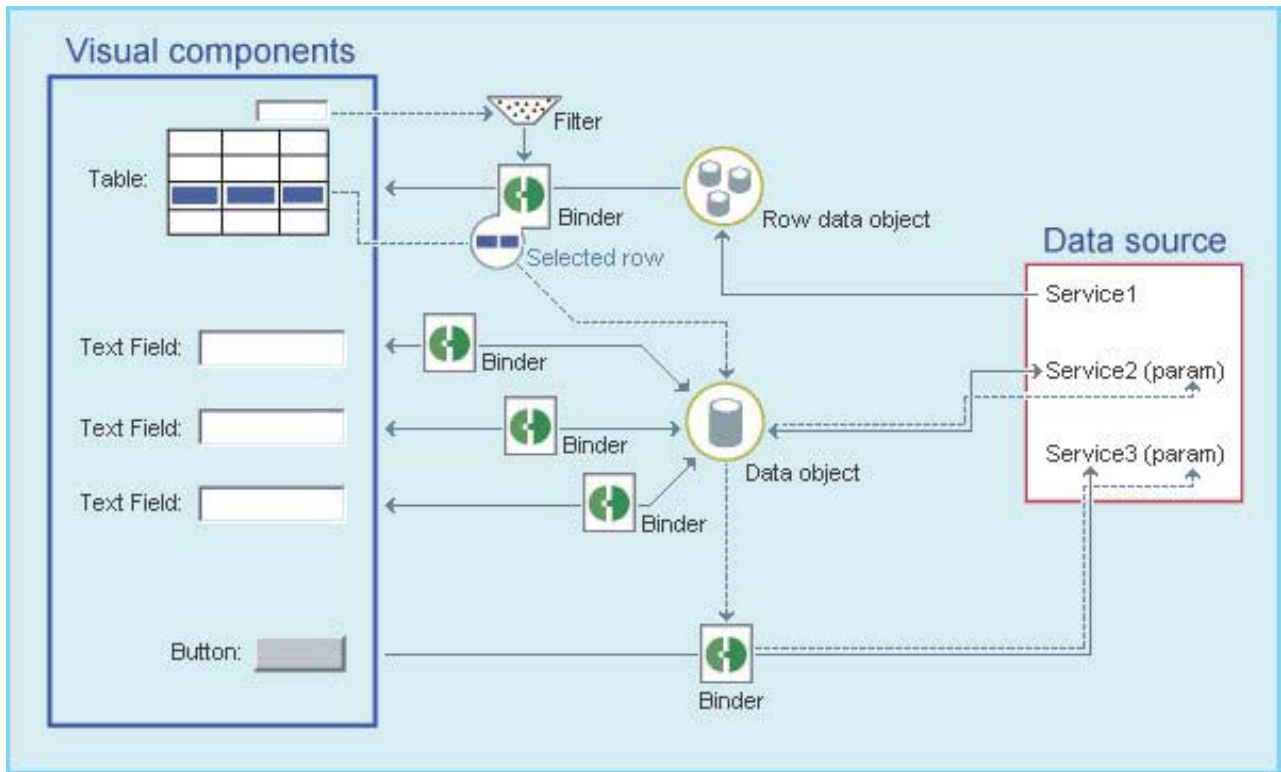 Visual components
Filter
Table:
Binder
Row data object
Selected row
Data source
Service1
Text Field:
Binder
Service2 (param)
Text Field:
Binder
Data object
Service3 (param)
Text Field:
Binder
Button:
Binder